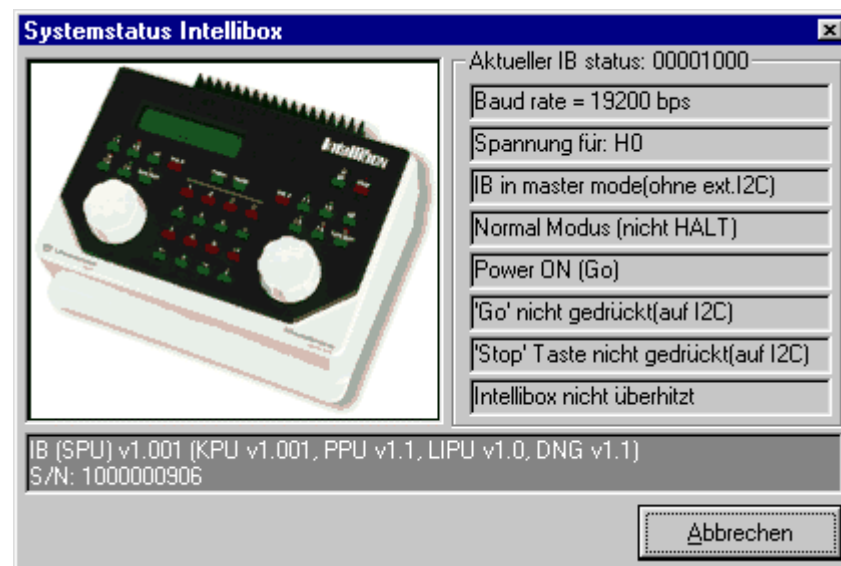 Systemstatus Intellibox
IntelliBox
Aktueller IB status: 00001000
Baud rate = 19200 bps
Spannung für: H0
IB in master mode(ohne ext.I2C)
Normal Modus (nicht HALT)
Power ON (Go)
'Go' nicht gedrückt(auf I2C)
'Stop' Taste nicht gedrückt(auf I2C)
Intellibox nicht überhitzt
IB (SPU) v1.001 (KPU v1.001, PPU v1.1, LIPU v1.0, DNG v1.1)
S/N: 1000000906
Abbrechen